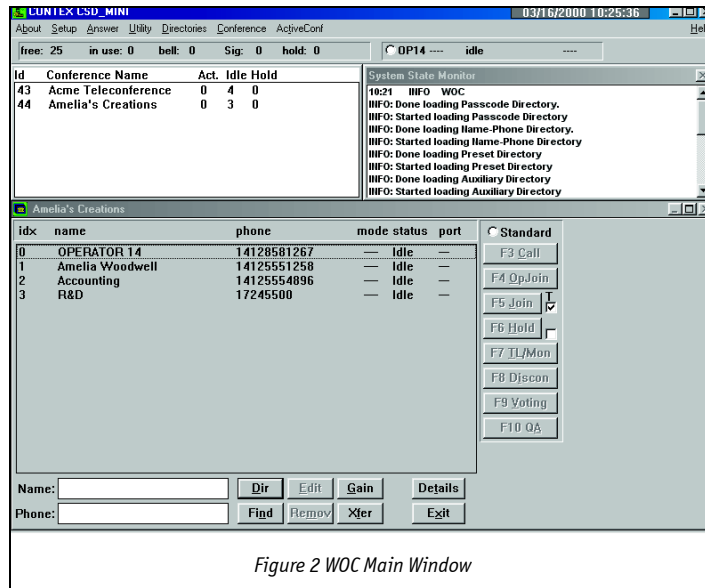 CONTEX CSD_MINI 03/16/2000 10:25:36
About Setup Answer Utility Directories Conference ActiveConf Hel
free: 25 in use: 0 bell: 0 Sig: 0 hold: 0 OP14 ---- idle ----
Id Conference Name Act. Idle Hold
43 Acme Teleconference 0 4 0
44 Amelia's Creations 0 3 0
System State Monitor
10:21 INFO WOC
INFO: Done loading Passcode Directory.
INFO: Started loading Passcode Directory
INFO: Done loading Name-Phone Directory.
INFO: Started loading Name-Phone Directory
INFO: Done loading Preset Directory
INFO: Started loading Preset Directory
INFO: Done loading Auxiliary Directory
INFO: Started loading Auxiliary Directory
Amelia's Creations
idx name phone mode status port
0 OPERATOR 14 14128581267 — Idle —
1 Amelia Woodwell 14125551258 — Idle —
2 Accounting 14125554896 — Idle —
3 R&D 17245500 — Idle —
Standard
F3 Call
F4 OpJoin
F5 Join T
F6 Hold
F7 TL/Mon
F8 Discon
F9 Voting
F10 QA
Name: Dir Edit Gain Details
Phone: Find Remov Xfer Exit
Figure 2 WOC Main Window